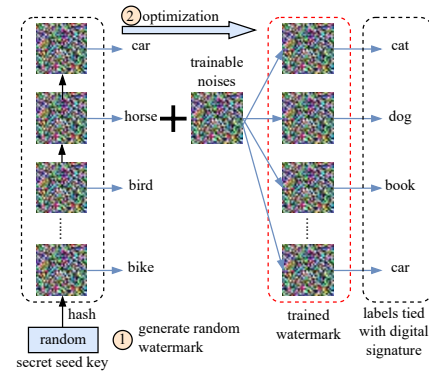 ② optimization
car
trainable
noises
cat
horse
+
dog
bird
book
bike
car
hash
random
secret seed key
① generate random
watermark
trained
watermark
labels tied
with digital
signature